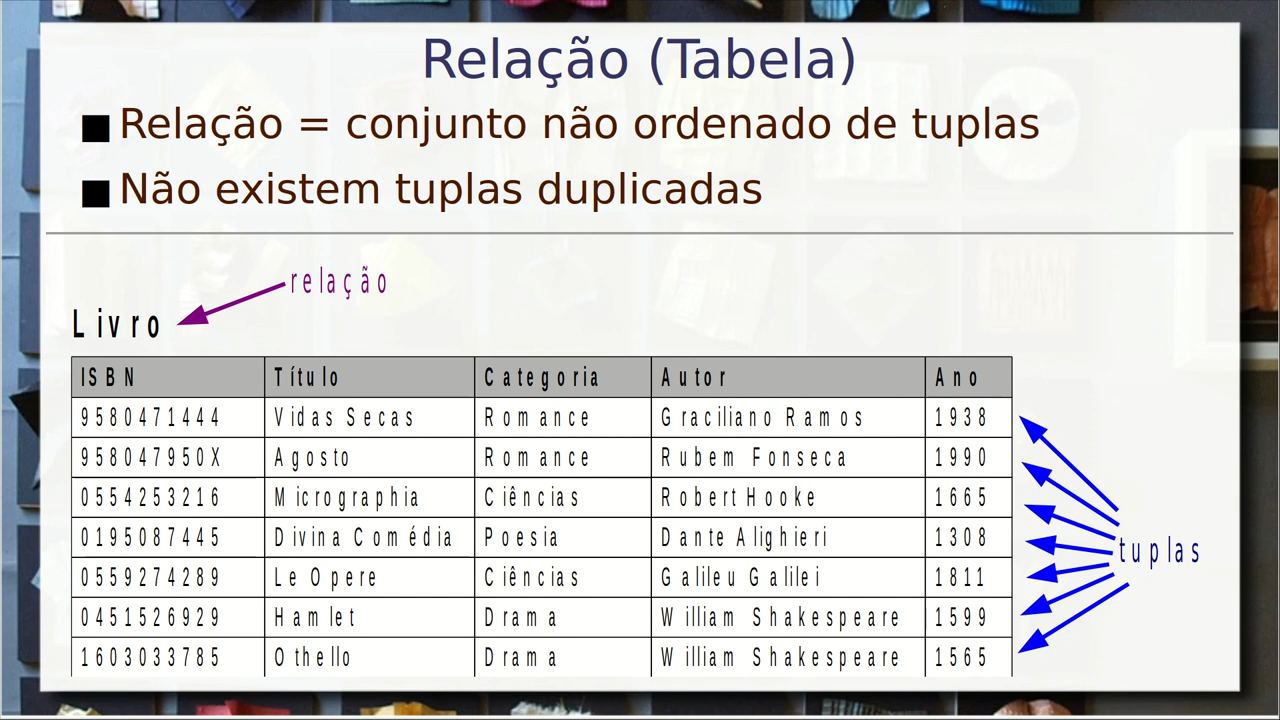 Relação (Tabela)
■ Relação = conjunto não ordenado de tuplas
■ Não existem tuplas duplicadas
relação
Livro
ISBN Título Categoria Autor Ano
9580471444 Vidas Secas Romance Graciliano Ramos 1938
958047950X Agosto Romance Rubem Fonseca 1990
0554253216 Micrographia Ciências Robert Hooke 1665
0195087445 Divina Comédia Poesia Dante Alighieri 1308
0559274289 Le Opere Ciências Galileu Galilei 1811
0451526929 Hamlet Drama William Shakespeare 1599
1603033785 Othello Drama William Shakespeare 1565
tuplas